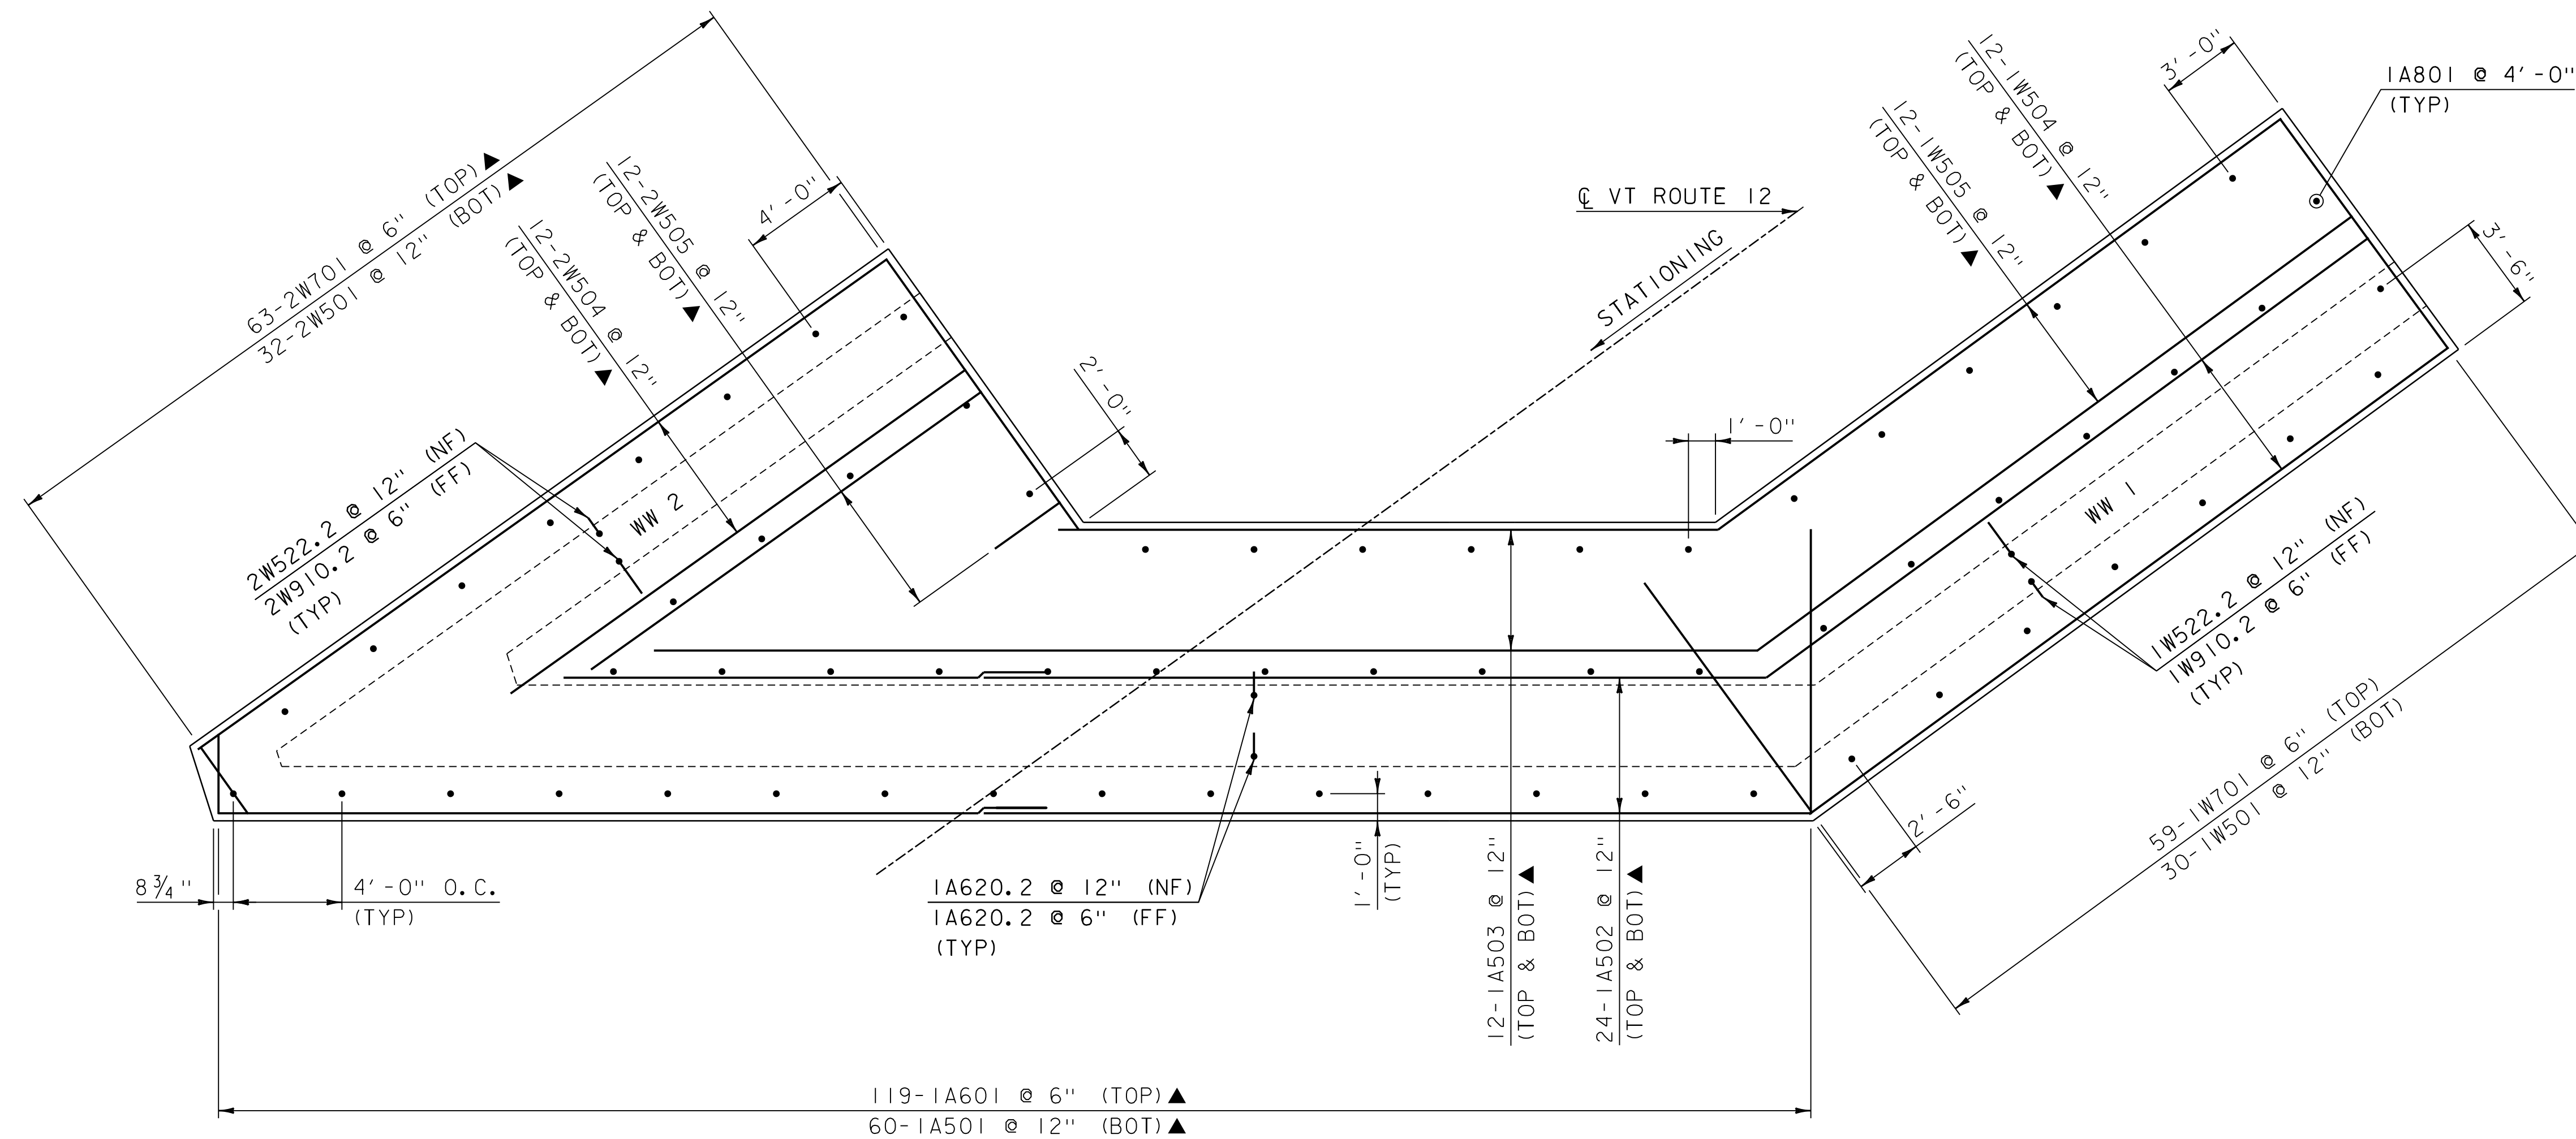 63-2W701 @ 6" (TOP)▲
32-2W501 @ 12" (BOT)▲
12-2W504 @ 12"
(TOP & BOT)▲
12-2W505 @ 12"
(TOP & BOT)▲
4'-0"
2'-0"
2W522.2 @ 12" (NF)
2W910.2 @ 6" (FF)
(TYP)
WW 2
℄ VT ROUTE 12
STATIONING
1'-0"
12-1W505 @ 12"
(TOP & BOT)▲
12-1W504 @ 12"
(TOP & BOT)▲
3'-0"
1A801 @ 4'-0"
(TYP)
3'-6"
WW 1
1W522.2 @ 12" (NF)
1W910.2 @ 6" (FF)
(TYP)
59-1W701 @ 6" (TOP)
30-1W501 @ 12" (BOT)
2'-6"
8¾"
4'-0" O.C.
(TYP)
1A620.2 @ 12" (NF)
1A620.2 @ 6" (FF)
(TYP)
1'-0"
(TYP)
12-1A503 @ 12"
(TOP & BOT)▲
24-1A502 @ 12"
(TOP & BOT)▲
119-1A601 @ 6" (TOP)▲
60-1A501 @ 12" (BOT)▲